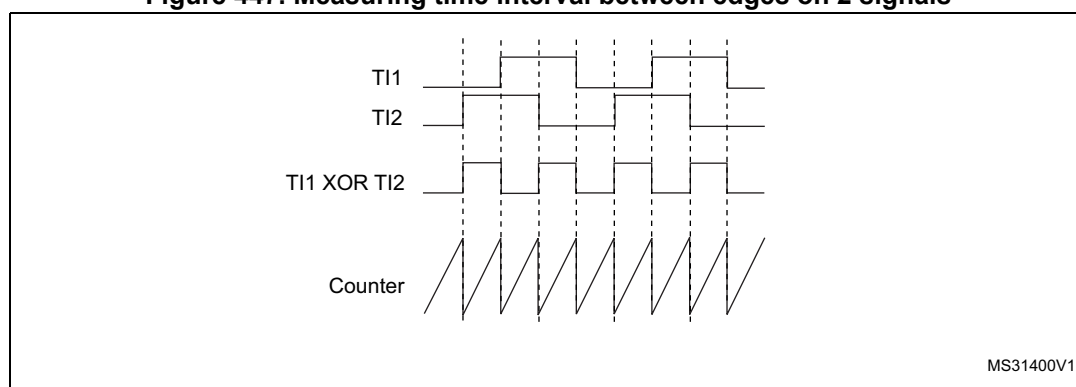 Figure 447. Measuring time interval between edges on 2 signals
TI1
TI2
TI1 XOR TI2
Counter
MS31400V1